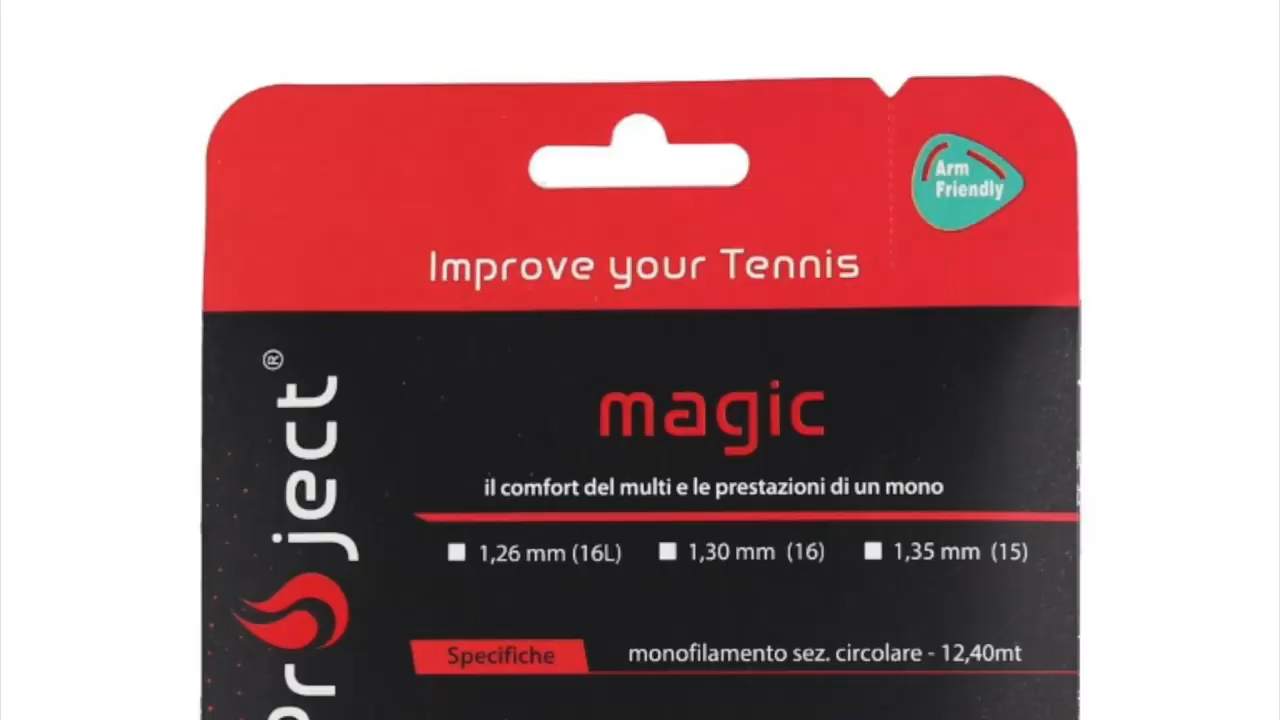 Arm
Friendly
Improve your Tennis
magic
il comfort del multi e le prestazioni di un mono
1,26 mm (16L) 1,30 mm (16) 1,35 mm (15)
Specifiche monofilamento sez. circolare - 12,40mt
ject®